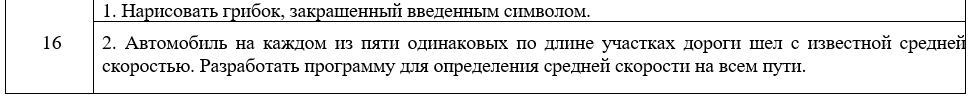 1. Нарисовать грибок, закрашенный введенным символом.
16
2. Автомобиль на каждом из пяти одинаковых по длине участках дороги шел с известной средней
скоростью. Разработать программу для определения средней скорости на всем пути.